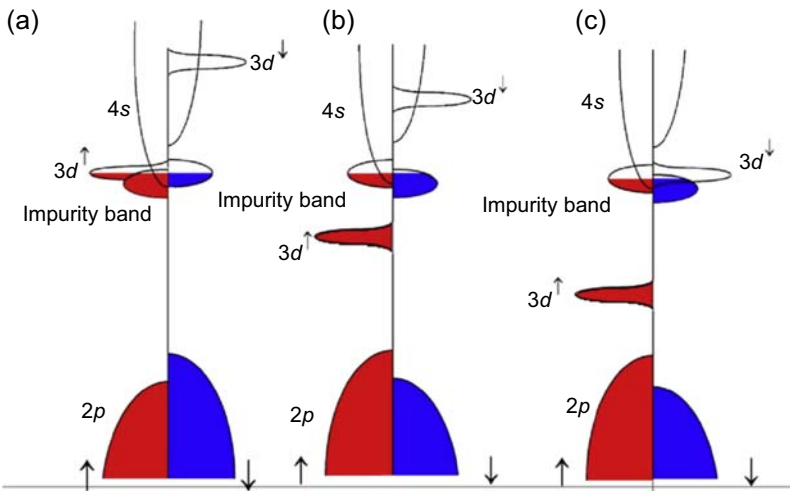 (a)
4s
3d↓
3d↑
Impurity band
2p
↑
↓
(b)
4s
3d↓
Impurity band
3d↑
2p
↑
↓
(c)
4s
3d↓
Impurity band
3d↑
2p
↑
↓